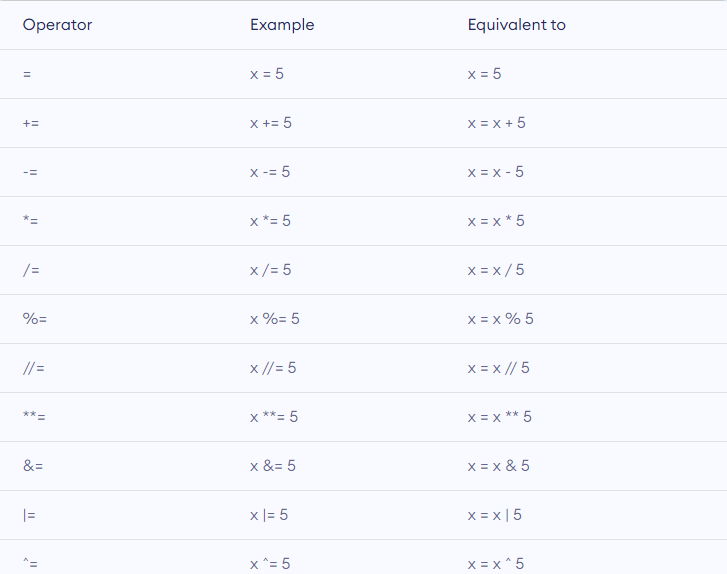 Operator Example Equivalent to
= x = 5 x = 5
+= x += 5 x = x + 5
-= x -= 5 x = x - 5
*= x *= 5 x = x * 5
/= x /= 5 x = x / 5
%= x %= 5 x = x % 5
//= x //= 5 x = x // 5
**= x **= 5 x = x ** 5
&= x &= 5 x = x & 5
|= x |= 5 x = x | 5
^= x ^= 5 x = x ^ 5